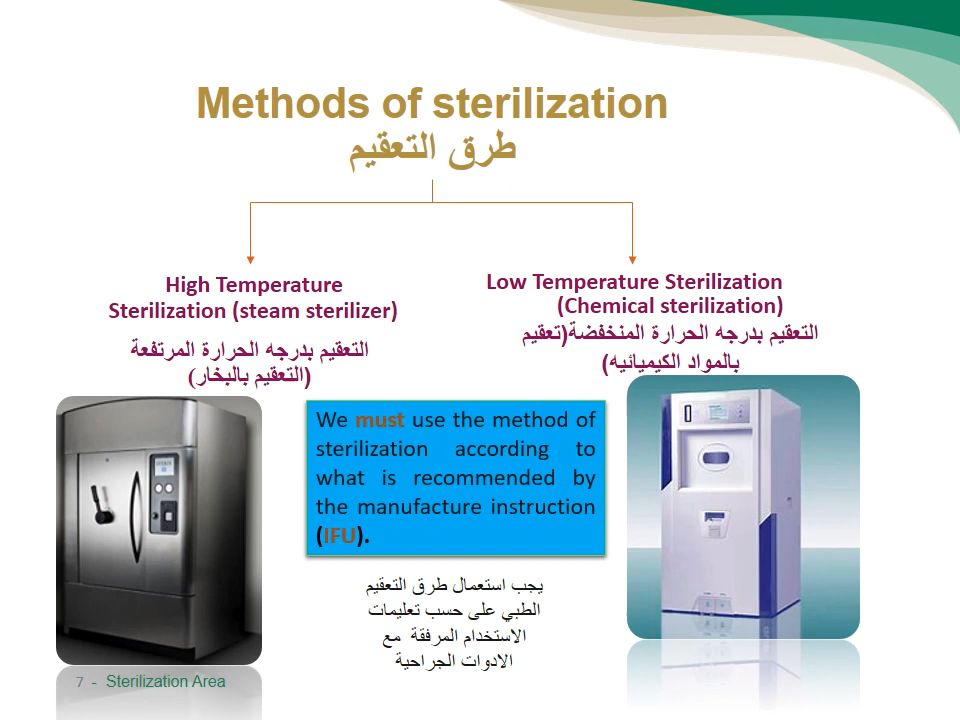 Methods of sterilization
طرق التعقيم
High Temperature
Sterilization (steam sterilizer)
التعقيم بدرجه الحرارة المرتفعة
(التعقيم بالبخار)
Low Temperature Sterilization
(Chemical sterilization)
التعقيم بدرجه الحرارة المنخفضة(تعقيم
بالمواد الكيميائيه)
We must use the method of
sterilization according to
what is recommended by
the manufacture instruction
(IFU).
يجب استعمال طرق التعقيم
الطبي على حسب تعليمات
الاستخدام المرفقة مع
الادوات الجراحية
7 - Sterilization Area